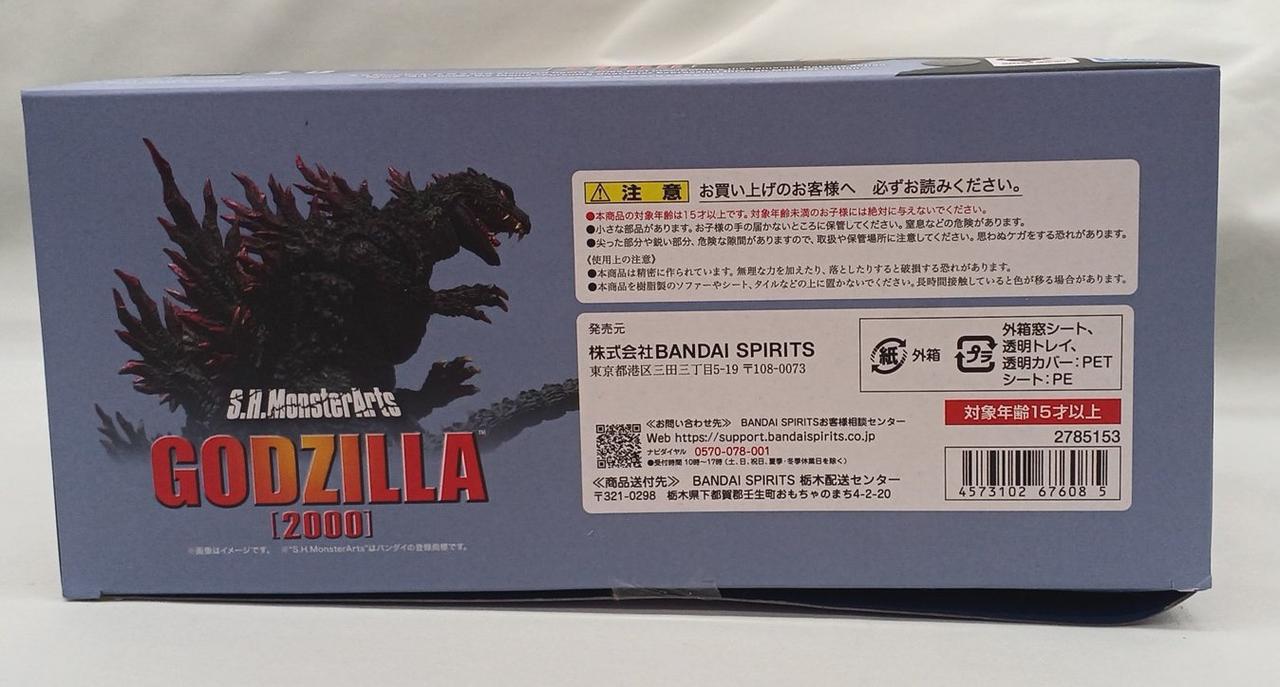 S.H.MonsterArts
GODZILLA™
[2000]
※画像はイメージです。 ※"S.H.MonsterArts"はバンダイの登録商標です。
注意 お買い上げのお客様へ 必ずお読みください。
●本商品の対象年齢は15才以上です。対象年齢未満のお子様には絶対に与えないでください。
●小さな部品があります。お子様の手の届かないところに保管してください。窒息などの危険があります。
●尖った部分や鋭い部分、危険な隙間がありますので、取扱や保管場所に注意してください。思わぬケガをする恐れがあります。
《使用上の注意》
●本商品は精密に作られています。無理な力を加えたり、落としたりすると破損する恐れがあります。
●本商品を樹脂製のソファーやシート、タイルなどの上に置かないでください。長時間接触していると色が移る場合があります。
発売元
株式会社BANDAI SPIRITS
東京都港区三田三丁目5-19 〒108-0073
紙 外箱
プラ 外箱窓シート、
透明トレイ、
透明カバー:PET
シート:PE
≪お問い合わせ先≫ BANDAI SPIRITSお客様相談センター
Web https://support.bandaispirits.co.jp
ナビダイヤル 0570-078-001
●受付時間 10時〜17時(土、日、祝日、夏季・冬季休業日を除く)
≪商品送付先≫ BANDAI SPIRITS 栃木配送センター
〒321-0298 栃木県下都賀郡壬生町おもちゃのまち4-2-20
対象年齢15才以上
2785153
4573102 67608 5